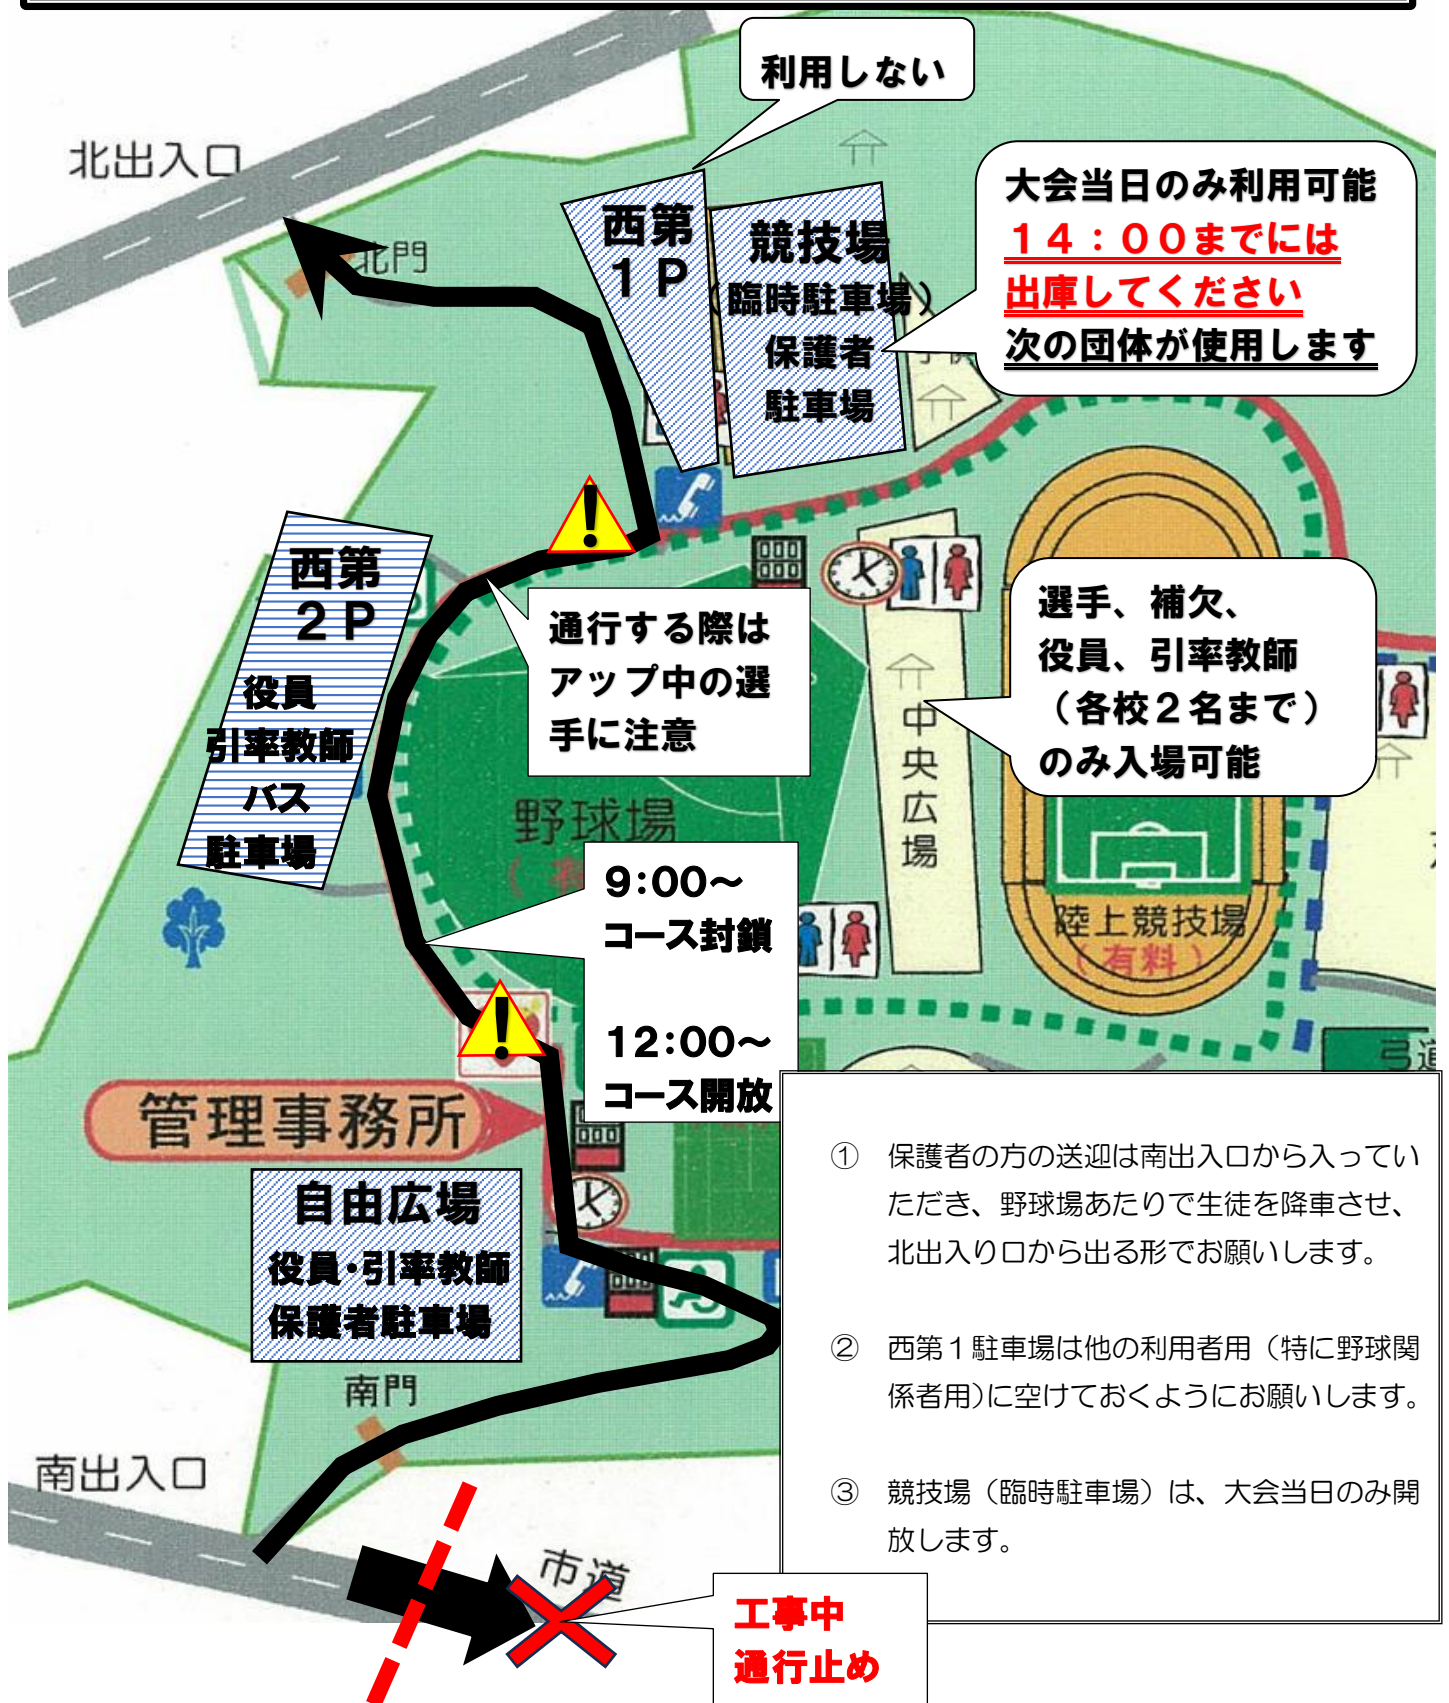 利用しない
北出入口
大会当日のみ利用可能
１４：００までには
出庫してください
次の団体が使用します
西第
１Ｐ
競技場
（臨時駐車場）
保護者
駐車場
北門
西第
２Ｐ
役員
引率教師
バス
駐車場
通行する際は
アップ中の選
手に注意
選手、補欠、
役員、引率教師
（各校２名まで）
のみ入場可能
中央広場
野球場
9:00～
コース封鎖
12:00～
コース開放
陸上競技場
（有料）
弓道
管理事務所
自由広場
役員・引率教師
保護者駐車場
南門
南出入口
市道
工事中
通行止め
① 保護者の方の送迎は南出入口から入ってい
ただき、野球場あたりで生徒を降車させ、
北出入り口から出る形でお願いします。
② 西第１駐車場は他の利用者用（特に野球関
係者用）に空けておくようにお願いします。
③ 競技場（臨時駐車場）は、大会当日のみ開
放します。